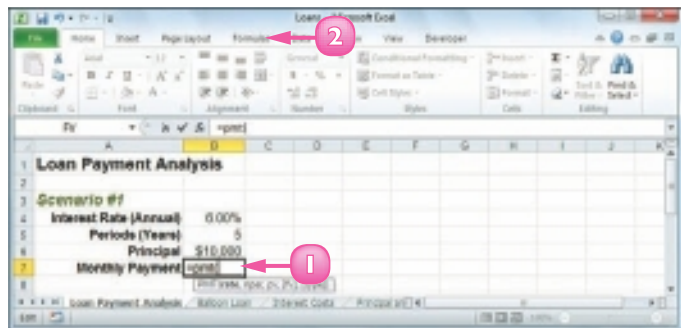 Loans - Microsoft Excel
File Home Insert Page Layout Formulas View Developer
Conditional Formatting
Format as Table
Cell Styles
Insert
Delete
Format
Sort & Find &
Filter Select
Clipboard Font Alignment Number Styles Cells Editing
PV =pmt(
A B C D E F G H I J K
1 Loan Payment Analysis
2
3 Scenario #1
4 Interest Rate (Annual) 6.00%
5 Periods (Years) 5
6 Principal $10,000
7 Monthly Payment =pmt(
8
Loan Payment Analysis Balloon Loan Interest Costs
Edit
2
1